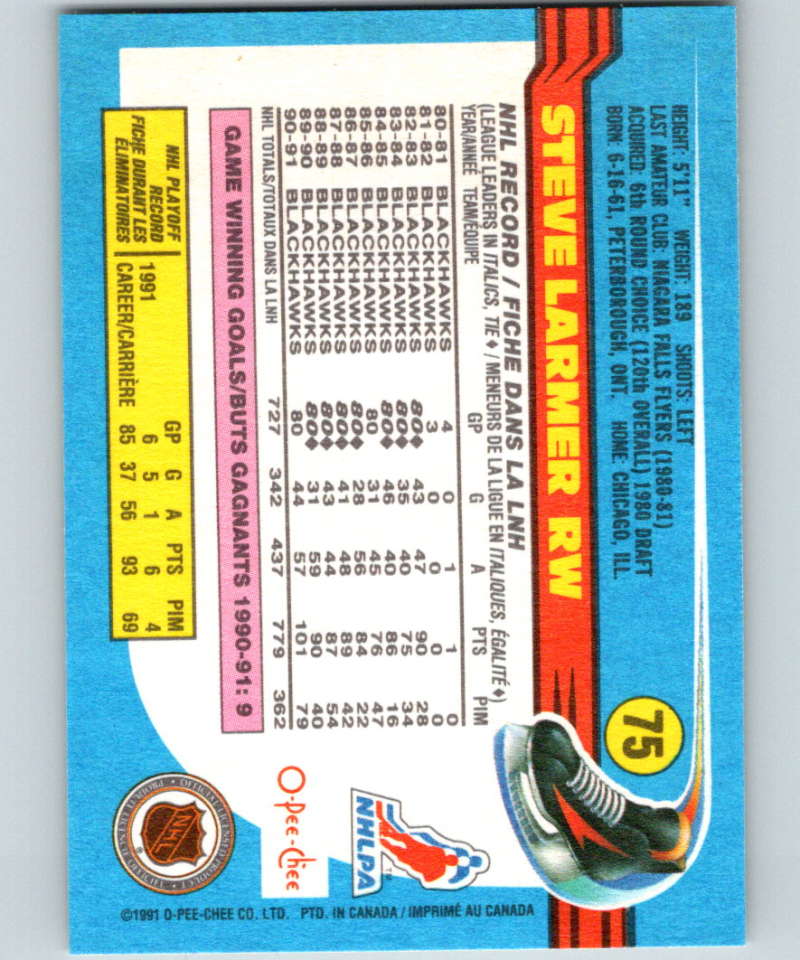 HEIGHT: 5'11" WEIGHT: 189 SHOOTS: LEFT
LAST AMATEUR CLUB: NIAGARA FALLS FLYERS (1980-81)
ACQUIRED: 6th ROUND CHOICE (120th OVERALL) 1980 DRAFT
BORN: 6-16-61, PETERBOROUGH, ONT. HOME: CHICAGO, ILL.
75
STEVE LARMER RW
NHL RECORD / FICHE DANS LA LNH
(LEAGUE LEADERS IN ITALICS, TIE ♦ / MENEURS DE LA LIGUE EN ITALIQUES, ÉGALITÉ ♦)
YEAR/ANNÉE TEAM/ÉQUIPE GP G A PTS PIM
80-81 BLACKHAWKS 4 0 1 1 0
81-82 BLACKHAWKS 3 0 0 0 0
82-83 BLACKHAWKS 80♦ 43 47 90 28
83-84 BLACKHAWKS 80♦ 35 40 75 34
84-85 BLACKHAWKS 80♦ 46 40 86 16
85-86 BLACKHAWKS 80 31 45 76 47
86-87 BLACKHAWKS 80♦ 28 56 84 22
87-88 BLACKHAWKS 80♦ 41 48 89 42
88-89 BLACKHAWKS 80♦ 43 44 87 54
89-90 BLACKHAWKS 80♦ 31 59 90 40
90-91 BLACKHAWKS 80 44 57 101 79
NHL TOTALS/TOTAUX DANS LA LNH 727 342 437 779 362
GAME WINNING GOALS/BUTS GAGNANTS 1990-91: 9
NHL PLAYOFF RECORD
FICHE DURANT LES ÉLIMINATOIRES
GP G A PTS PIM
1991 6 5 1 6 4
CAREER/CARRIÈRE 85 37 56 93 69
NHLPA
TM
O-Pee-Chee
NHL
®
OFFICIAL LICENSED PRODUCT
©1991 O-PEE-CHEE CO. LTD. PTD. IN CANADA / IMPRIMÉ AU CANADA